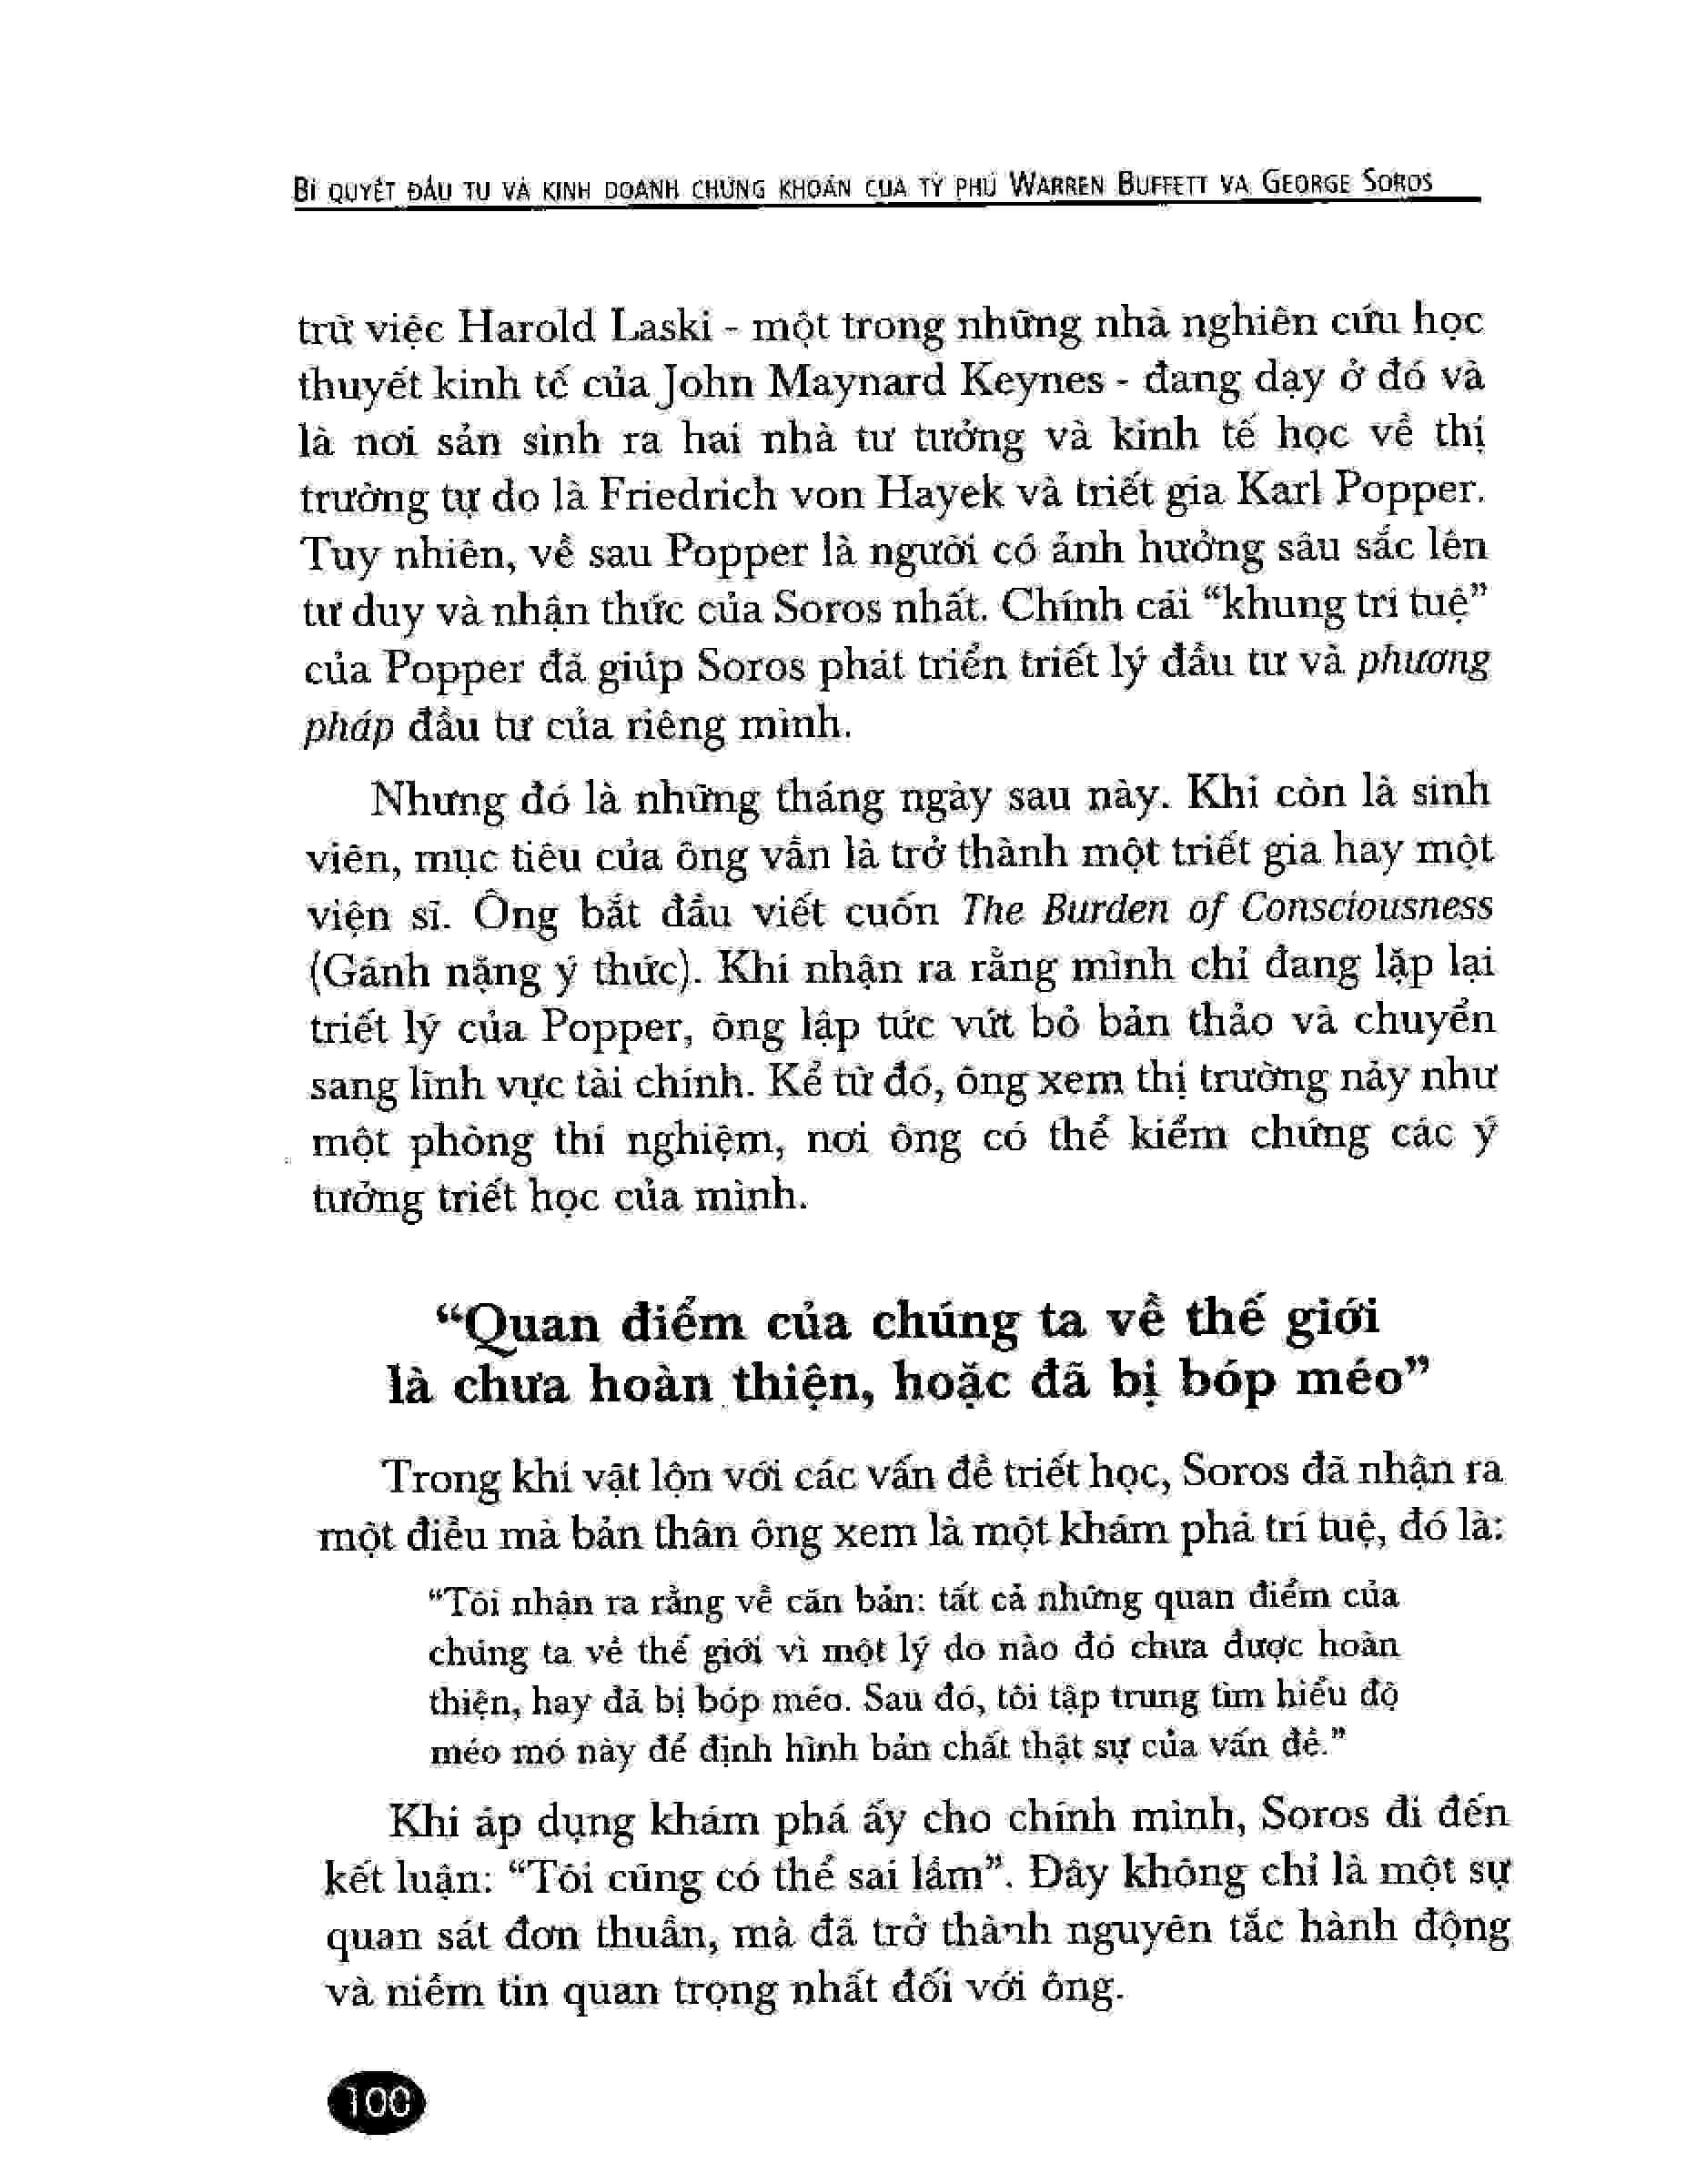 BÍ QUYẾT ĐẦU TƯ VÀ KINH DOANH CHỨNG KHOÁN CỦA TỶ PHÚ WARREN BUFFETT VÀ GEORGE SOROS
trừ việc Harold Laski - một trong những nhà nghiên cứu học
thuyết kinh tế của John Maynard Keynes - đang dạy ở đó và
là nơi sản sinh ra hai nhà tư tưởng và kinh tế học về thị
trường tự do là Friedrich von Hayek và triết gia Karl Popper.
Tuy nhiên, về sau Popper là người có ảnh hưởng sâu sắc lên
tư duy và nhận thức của Soros nhất. Chính cái “khung trí tuệ”
của Popper đã giúp Soros phát triển triết lý đầu tư và phương
pháp đầu tư của riêng mình.
Nhưng đó là những tháng ngày sau này. Khi còn là sinh
viên, mục tiêu của ông vẫn là trở thành một triết gia hay một
viện sĩ. Ông bắt đầu viết cuốn The Burden of Consciousness
(Gánh nặng ý thức). Khi nhận ra rằng mình chỉ đang lặp lại
triết lý của Popper, ông lập tức vứt bỏ bản thảo và chuyển
sang lĩnh vực tài chính. Kể từ đó, ông xem thị trường này như
một phòng thí nghiệm, nơi ông có thể kiểm chứng các ý
tưởng triết học của mình.
“Quan điểm của chúng ta về thế giới
là chưa hoàn thiện, hoặc đã bị bóp méo”
Trong khi vật lộn với các vấn đề triết học, Soros đã nhận ra
một điều mà bản thân ông xem là một khám phá trí tuệ, đó là:
“Tôi nhận ra rằng về căn bản: tất cả những quan điểm của
chúng ta về thế giới vì một lý do nào đó chưa được hoàn
thiện, hay đã bị bóp méo. Sau đó, tôi tập trung tìm hiểu độ
méo mó này để định hình bản chất thật sự của vấn đề.”
Khi áp dụng khám phá ấy cho chính mình, Soros đi đến
kết luận: “Tôi cũng có thể sai lầm”. Đây không chỉ là một sự
quan sát đơn thuần, mà đã trở thành nguyên tắc hành động
và niềm tin quan trọng nhất đối với ông.
100